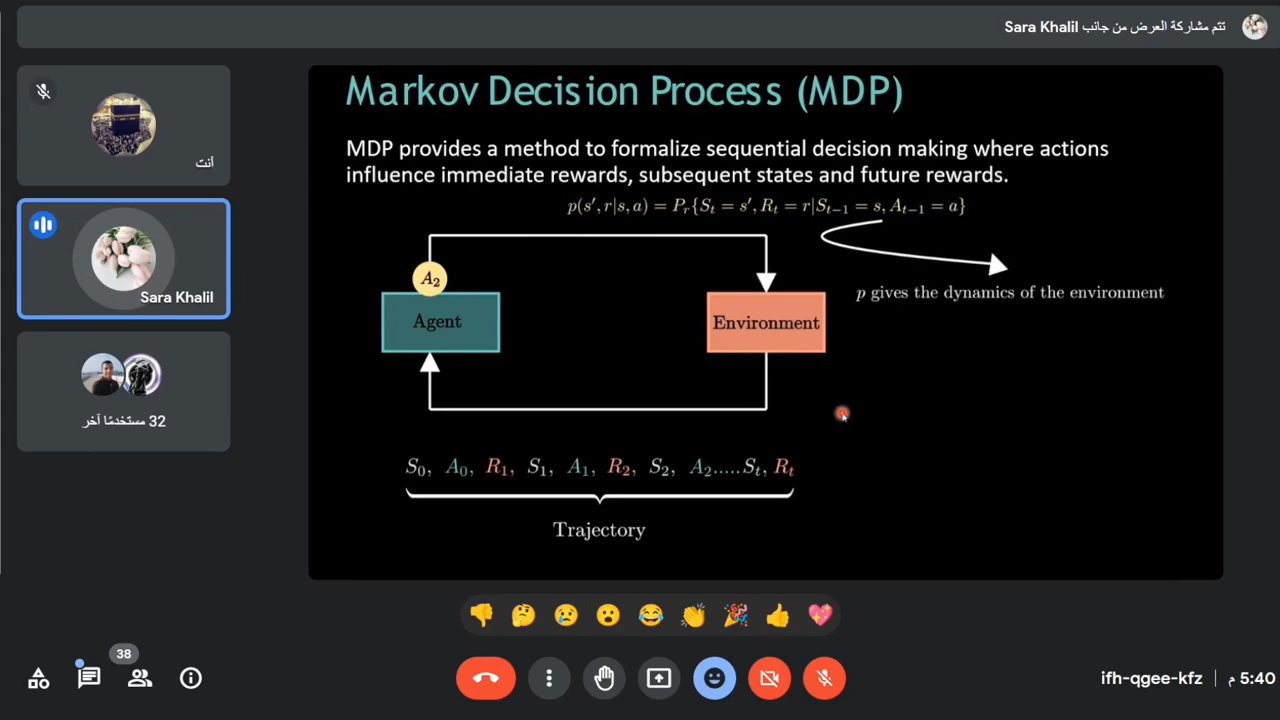 تتم مشاركة العرض من جانب Sara Khalil
أنت
Sara Khalil
32 مستخدمًا آخر
Markov Decision Process (MDP)
MDP provides a method to formalize sequential decision making where actions
influence immediate rewards, subsequent states and future rewards.
p(s′, r|s, a) = Pᵣ{Sₜ = s′, Rₜ = r|Sₜ₋₁ = s, Aₜ₋₁ = a}
A₂
Agent
Environment
p gives the dynamics of the environment
S₀, A₀, R₁, S₁, A₁, R₂, S₂, A₂.....Sₜ, Rₜ
Trajectory
38
ifh-qgee-kfz | 5:40 م